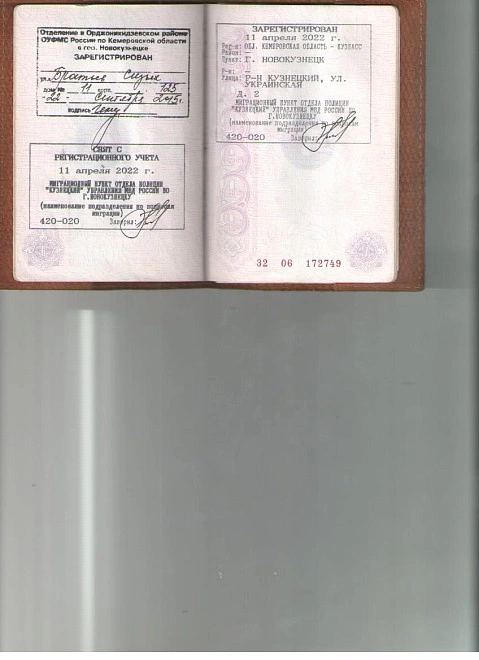 Отделение в Орджоникидзевском районе
ОУФМС России по Кемеровской области
в гор. Новокузнецке
ЗАРЕГИСТРИРОВАН
ул.
дом № 11 125
22 - Сентября
подпись
СНЯТ С
РЕГИСТРАЦИОННОГО УЧЕТА
11 апреля 2022 г.
МИГРАЦИОННЫЙ ПУНКТ ОТДЕЛА ПОЛИЦИИ
"КУЗНЕЦКИЙ" УПРАВЛЕНИЯ МВД РОССИИ ПО
Г.НОВОКУЗНЕЦКУ
(наименование подразделения по вопросам
миграции)
420-020 Заверил:
ЗАРЕГИСТРИРОВАН
11 апреля 2022 г.
Рег-н: ОБЛ. КЕМЕРОВСКАЯ ОБЛАСТЬ - КУЗБАСС
Район: —
Пункт: Г. НОВОКУЗНЕЦК
Р-н: —
Улица: Р-Н КУЗНЕЦКИЙ, УЛ.
УКРАИНСКАЯ
Д. 2
МИГРАЦИОННЫЙ ПУНКТ ОТДЕЛА ПОЛИЦИИ
"КУЗНЕЦКИЙ" УПРАВЛЕНИЯ МВД РОССИИ ПО
Г.НОВОКУЗНЕЦКУ
(наименование подразделения по вопросам
миграции)
420-020 Заверил:
32 06 172749